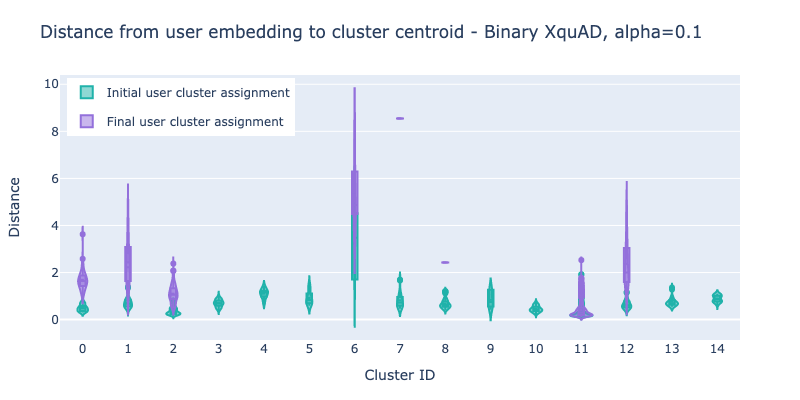 Distance from user embedding to cluster centroid - Binary XquAD, alpha=0.1
Initial user cluster assignment
Final user cluster assignment
Distance
10
8
6
4
2
0
0 1 2 3 4 5 6 7 8 9 10 11 12 13 14
Cluster ID